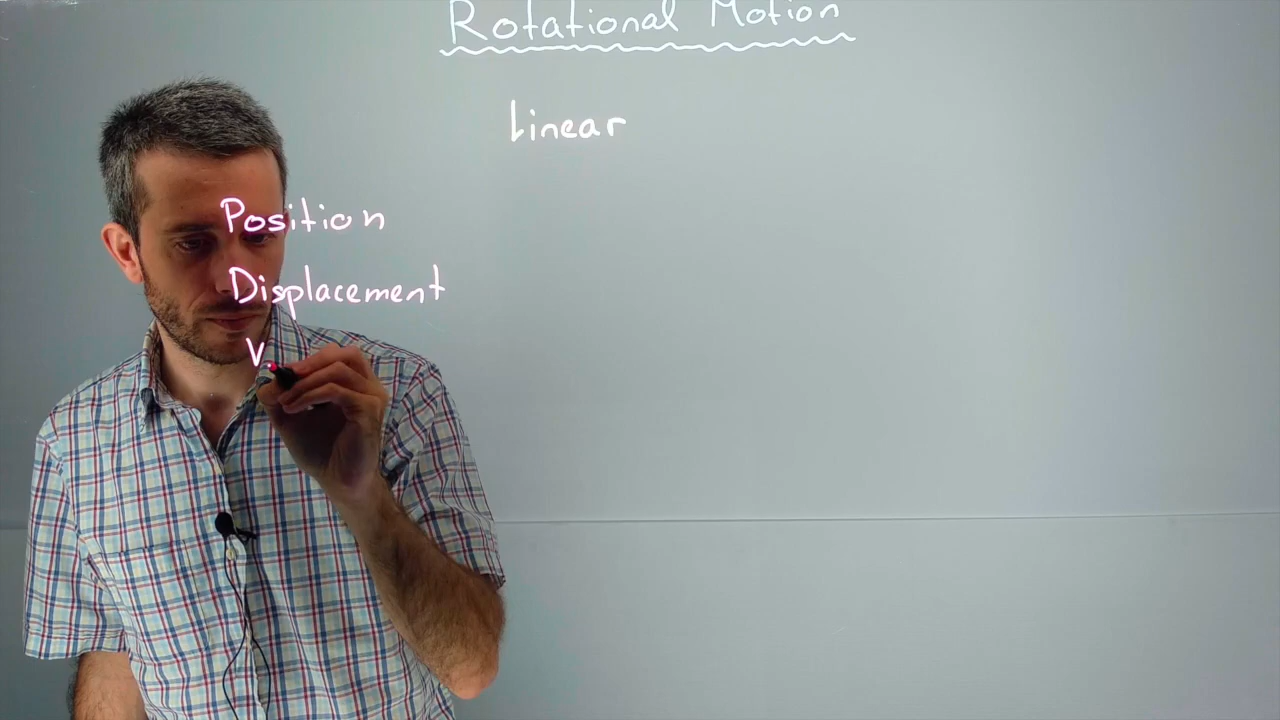 Rotational Motion
linear
Position
Displacement
V